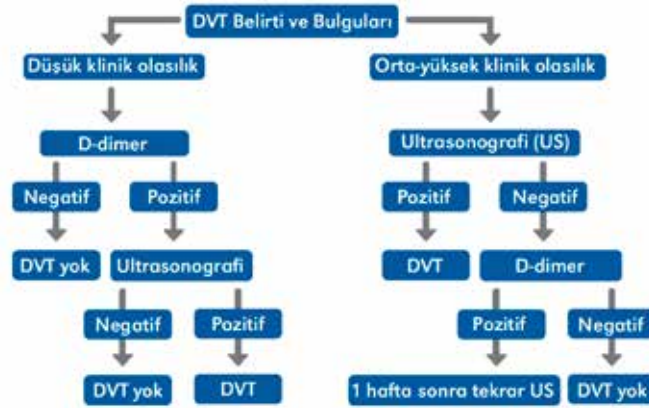 DVT Belirti ve Bulguları
Düşük klinik olasılık
Orta-yüksek klinik olasılık
D-dimer
Ultrasonografi (US)
Negatif
Pozitif
Pozitif
Negatif
DVT yok
Ultrasonografi
DVT
D-dimer
Negatif
Pozitif
Pozitif
Negatif
DVT yok
DVT
1 hafta sonra tekrar US
DVT yok